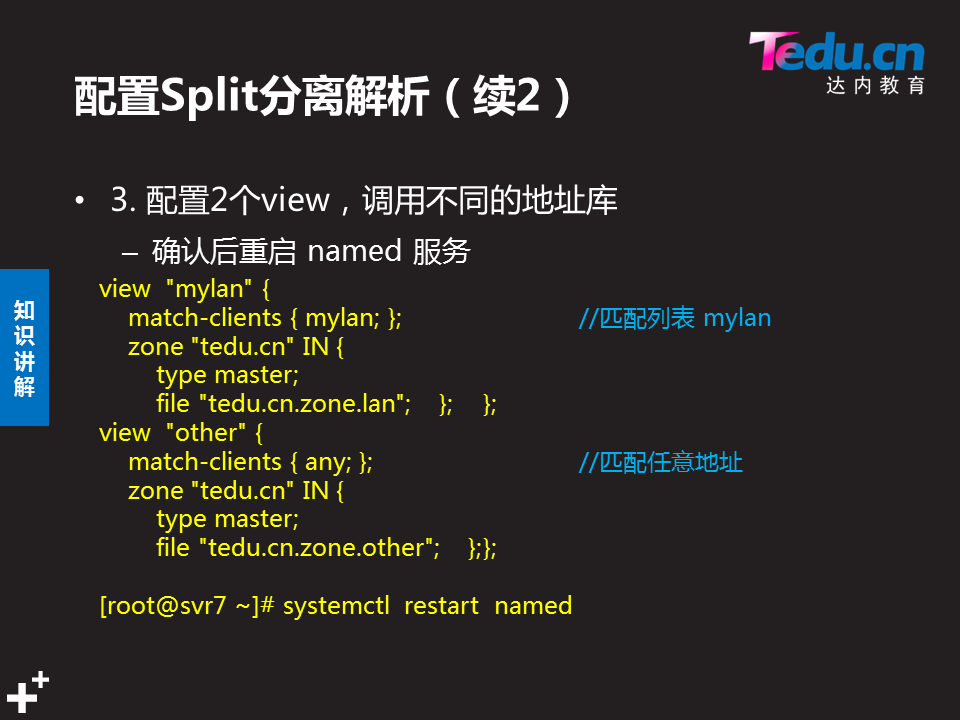 Tedu.cn
达内教育
配置Split分离解析（续2）
• 3. 配置2个view，调用不同的地址库
– 确认后重启 named 服务
知识讲解
view "mylan" {
match-clients { mylan; }; //匹配列表 mylan
zone "tedu.cn" IN {
type master;
file "tedu.cn.zone.lan"; }; };
view "other" {
match-clients { any; }; //匹配任意地址
zone "tedu.cn" IN {
type master;
file "tedu.cn.zone.other"; };};
[root@svr7 ~]# systemctl restart named